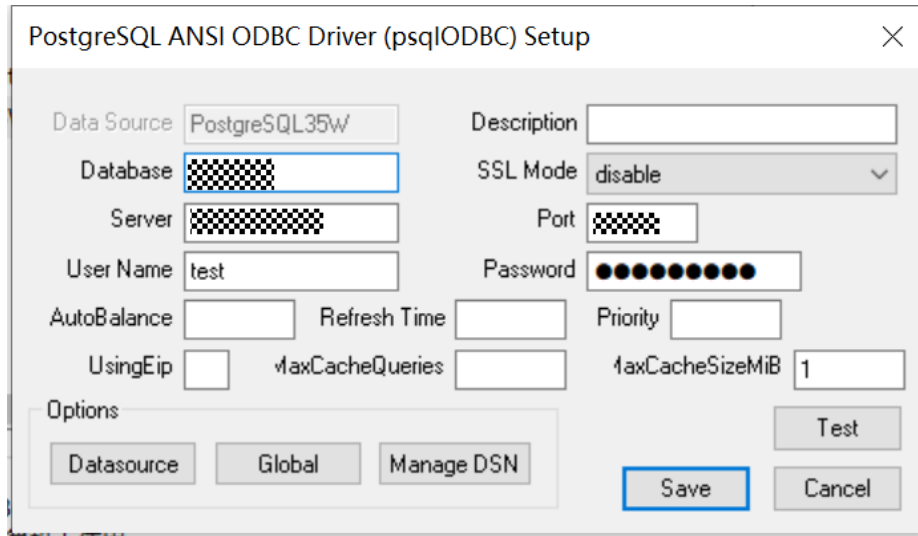 PostgreSQL ANSI ODBC Driver (psqlODBC) Setup
Data Source PostgreSQL35W Description
Database SSL Mode disable
Server Port
User Name test Password ●●●●●●●●●
AutoBalance Refresh Time Priority
UsingEip MaxCacheQueries MaxCacheSizeMiB 1
Options
Datasource Global Manage DSN
Test
Save Cancel